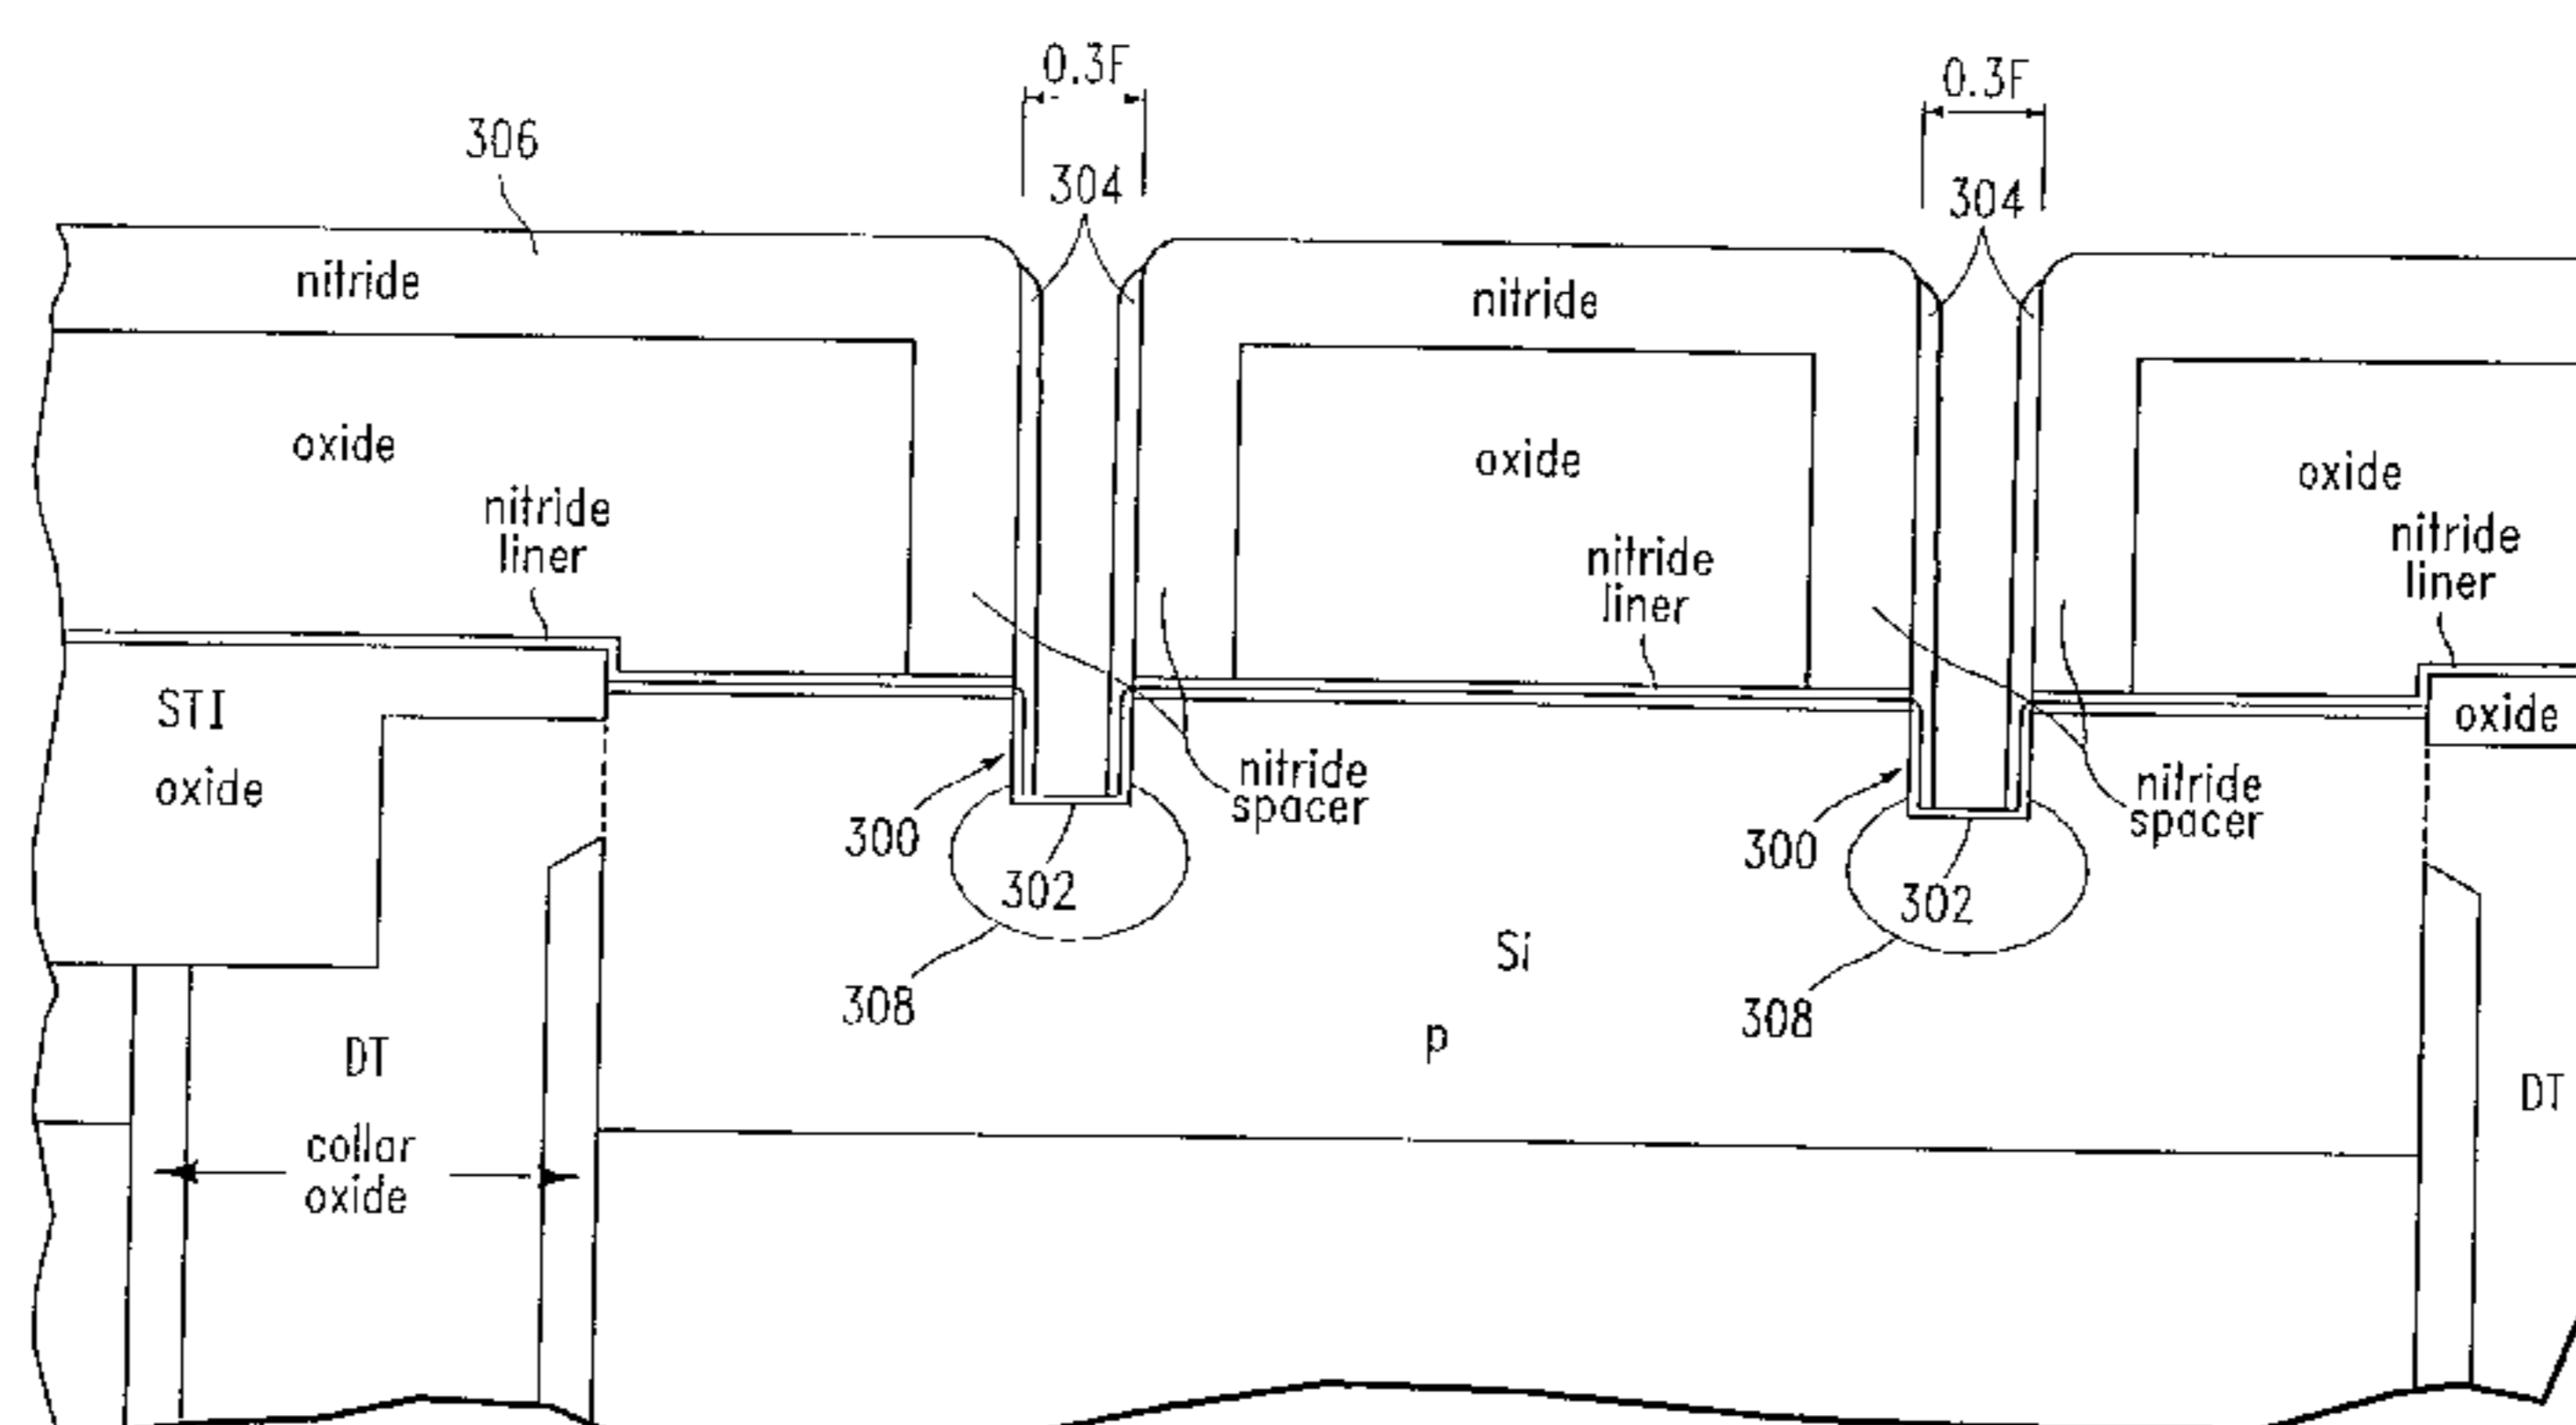 0.3F
0.3F
306
304
304
nitride
nitride
oxide
oxide
oxide
nitride
liner
nitride
liner
nitride
liner
STI
oxide
oxide
nitride
spacer
nitride
spacer
300
300
302
302
308
308
Si
p
DT
DT
collar
oxide